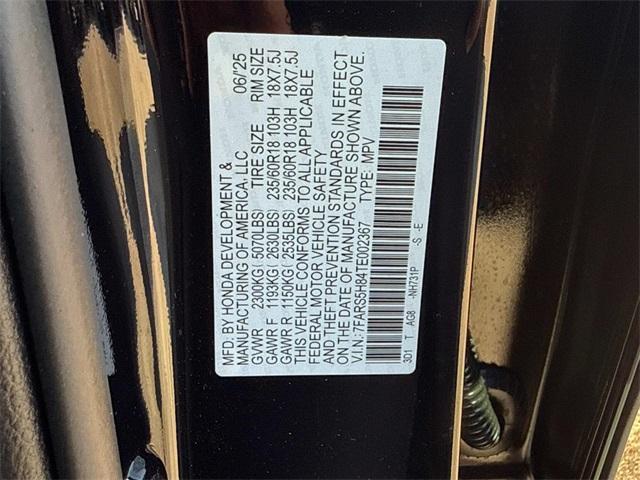 MFD. BY HONDA DEVELOPMENT & 06/25
MANUFACTURING OF AMERICA, LLC
GVWR 2300KG( 5070LBS) TIRE SIZE RIM SIZE
GAWR F 1193KG( 2630LBS) 235/60R18 103H 18X7.5J
GAWR R 1150KG( 2535LBS) 235/60R18 103H 18X7.5J
THIS VEHICLE CONFORMS TO ALL APPLICABLE
FEDERAL MOTOR VEHICLE SAFETY
AND THEFT PREVENTION STANDARDS IN EFFECT
ON THE DATE OF MANUFACTURE SHOWN ABOVE.
V.I.N.:7FARS5H84TE002367 TYPE: MPV
3D1 T AG8 -NH731P -S -E